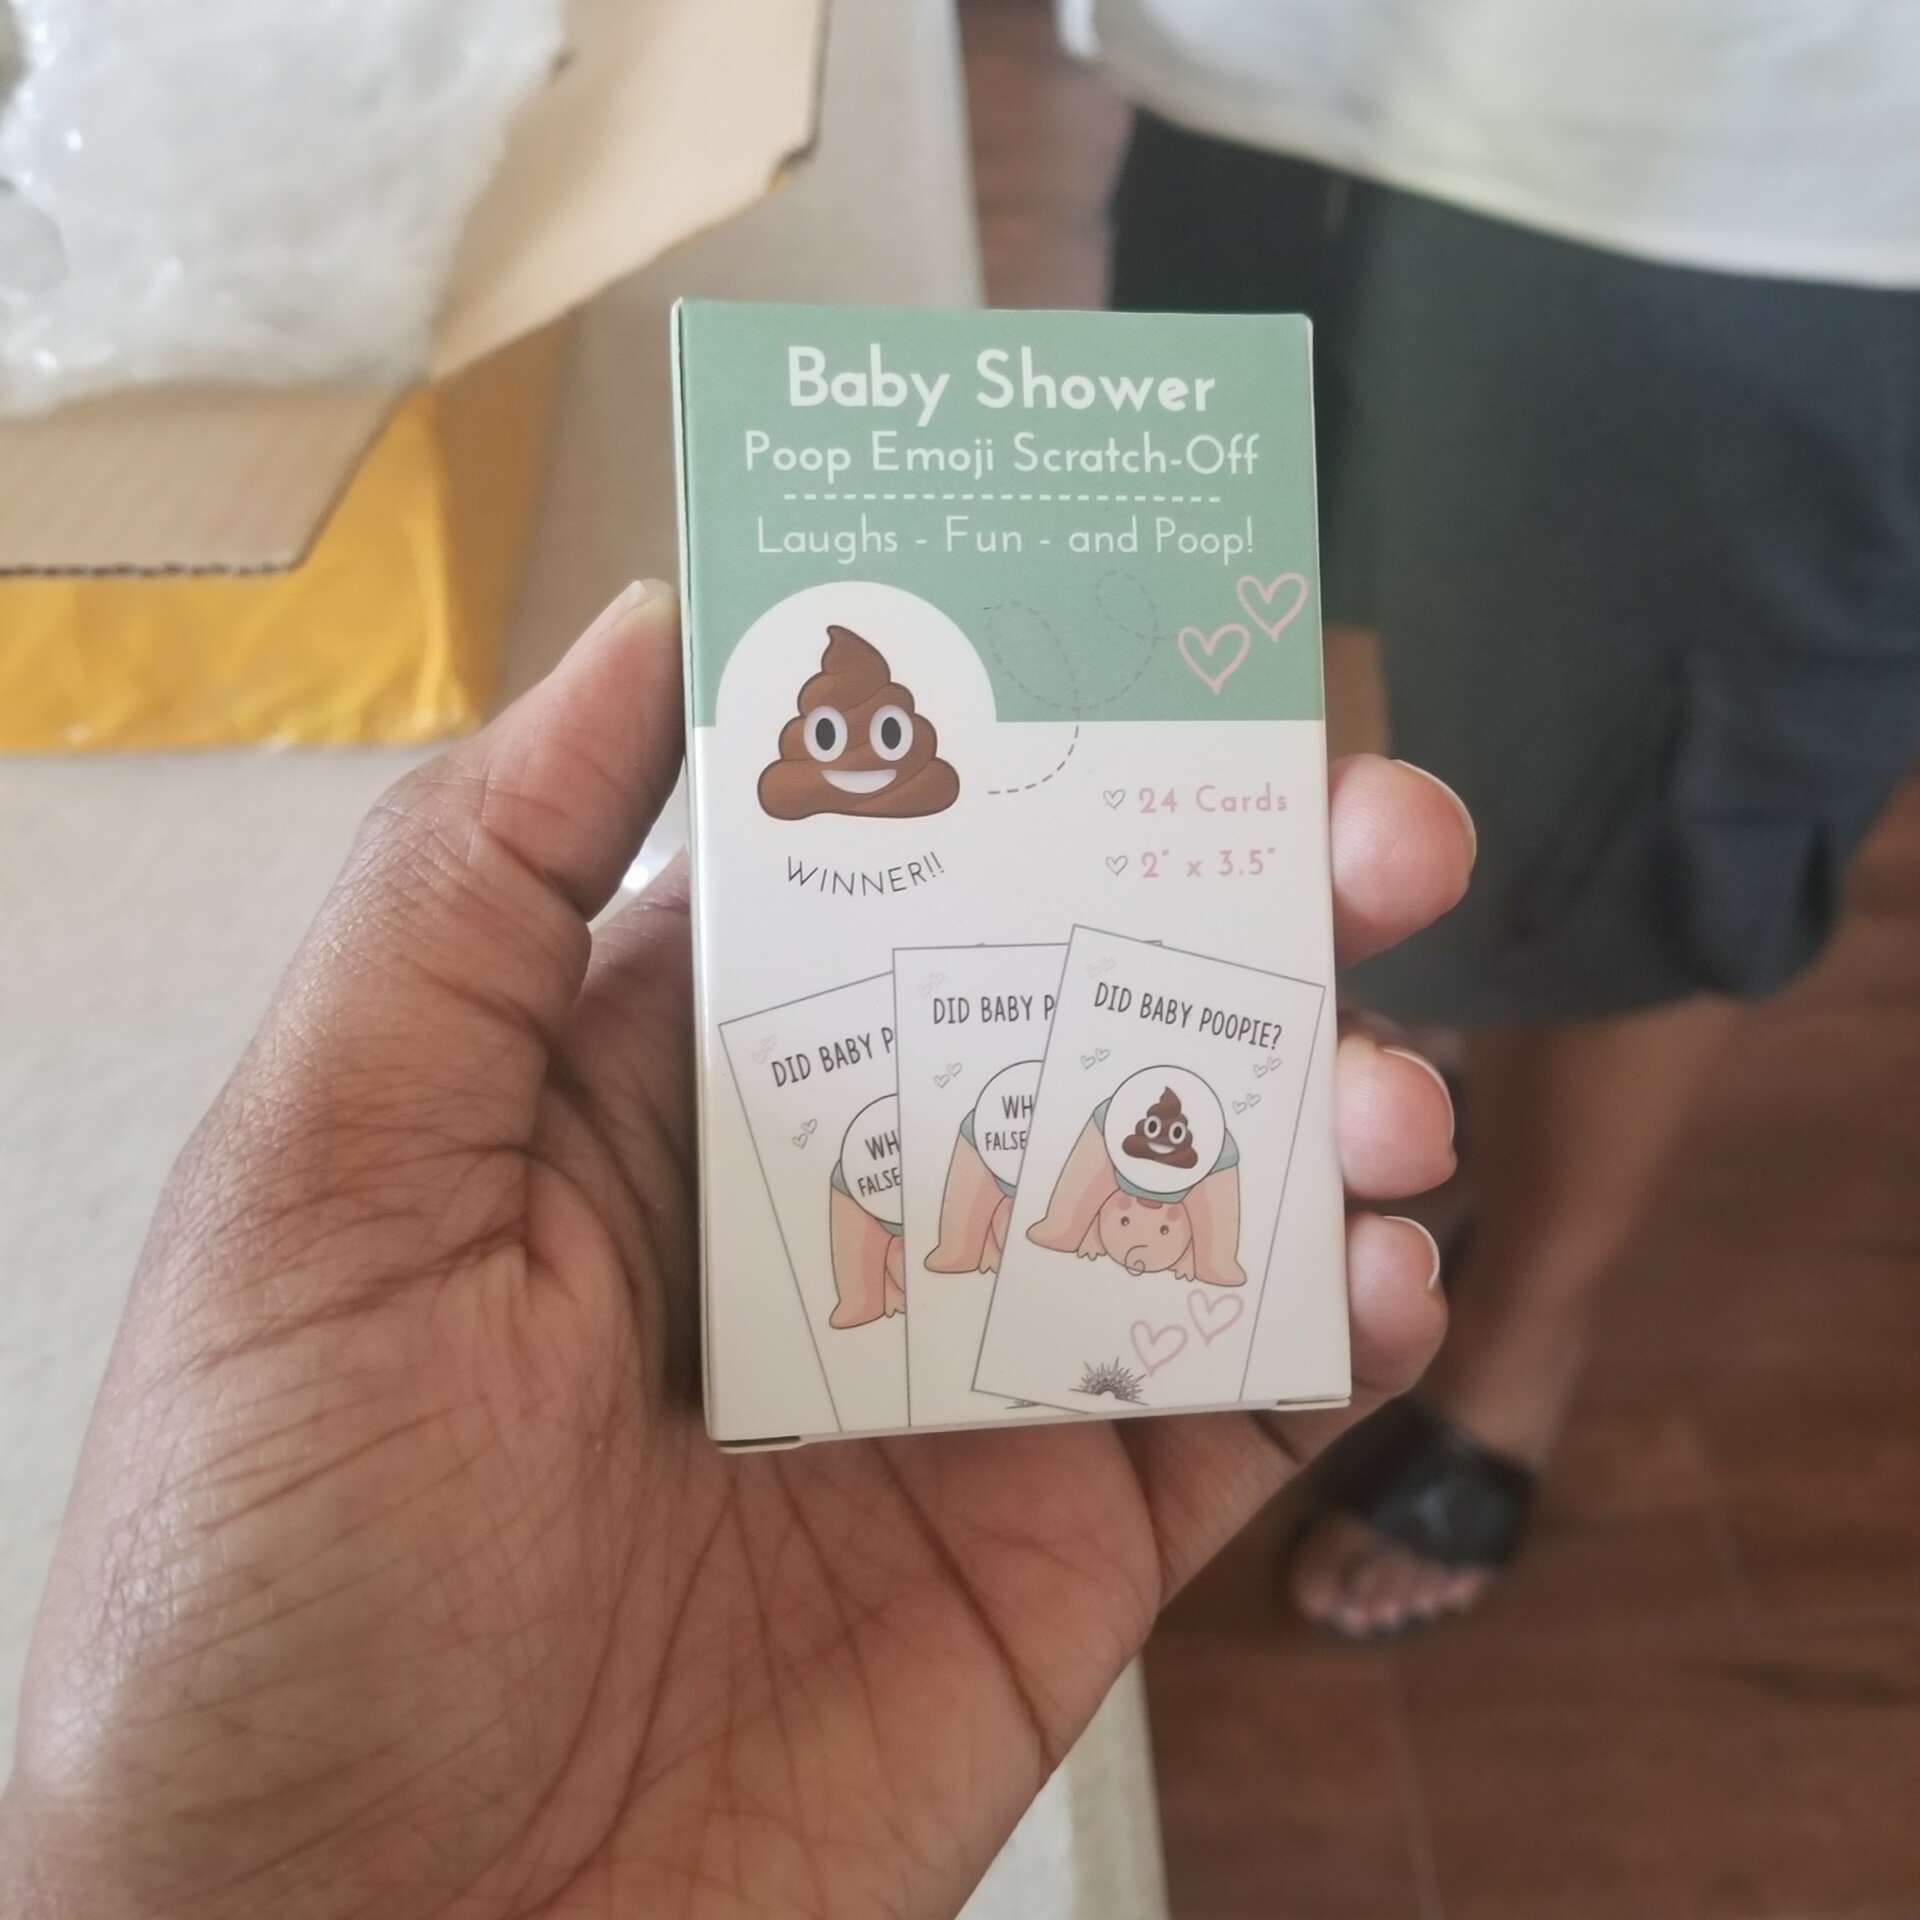 Baby Shower
Poop Emoji Scratch-Off
Laughs - Fun - and Poop!
WINNER!!
24 Cards
2" x 3.5"
DID BABY P
WH
FALSE
DID BABY P
WH
FALSE
DID BABY POOPIE?